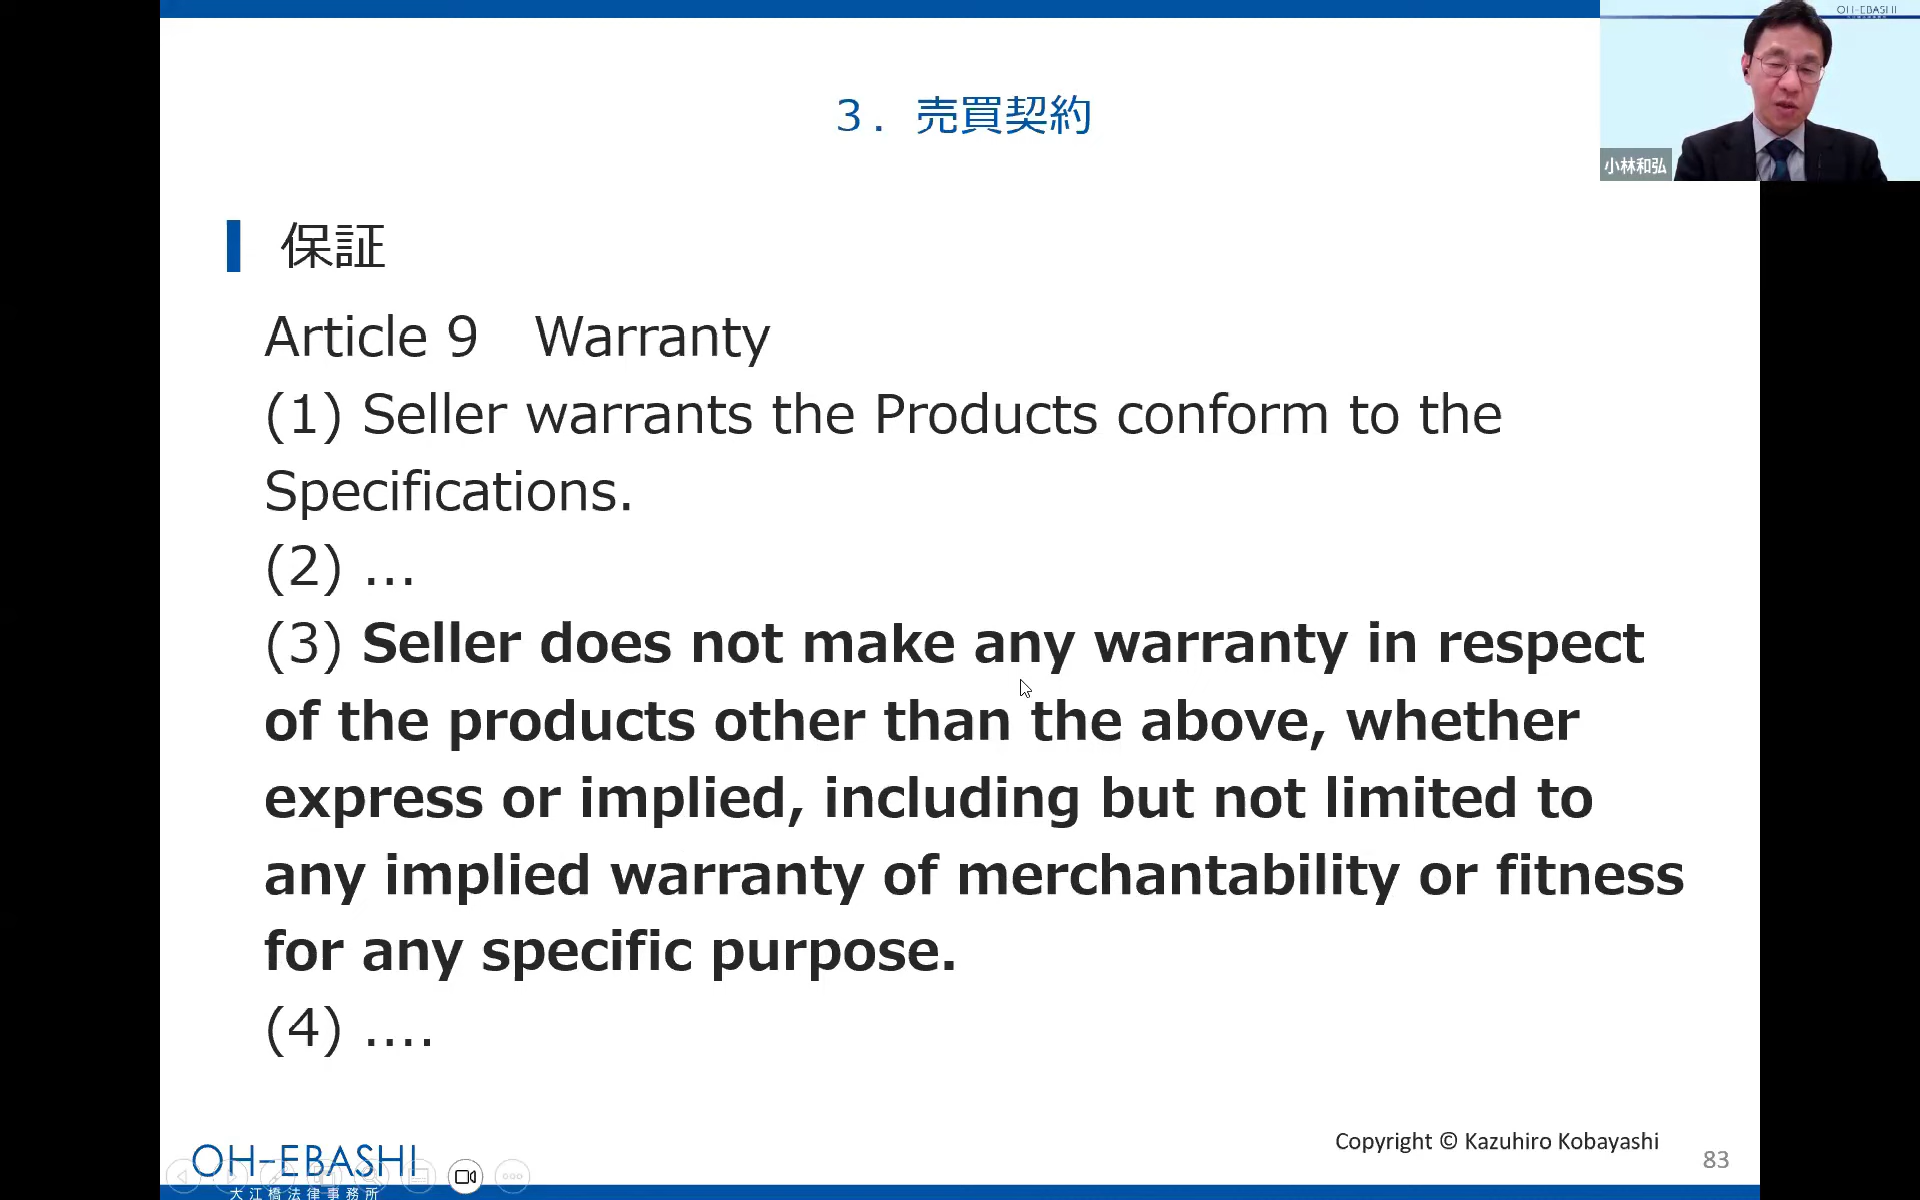 OH-EBASHI
３．売買契約
小林和弘
保証
Article 9　Warranty
(1) Seller warrants the Products conform to the
Specifications.
(2) ...
(3) Seller does not make any warranty in respect
of the products other than the above, whether
express or implied, including but not limited to
any implied warranty of merchantability or fitness
for any specific purpose.
(4) ....
Copyright © Kazuhiro Kobayashi
83
OH-EBASHI
大江橋法律事務所